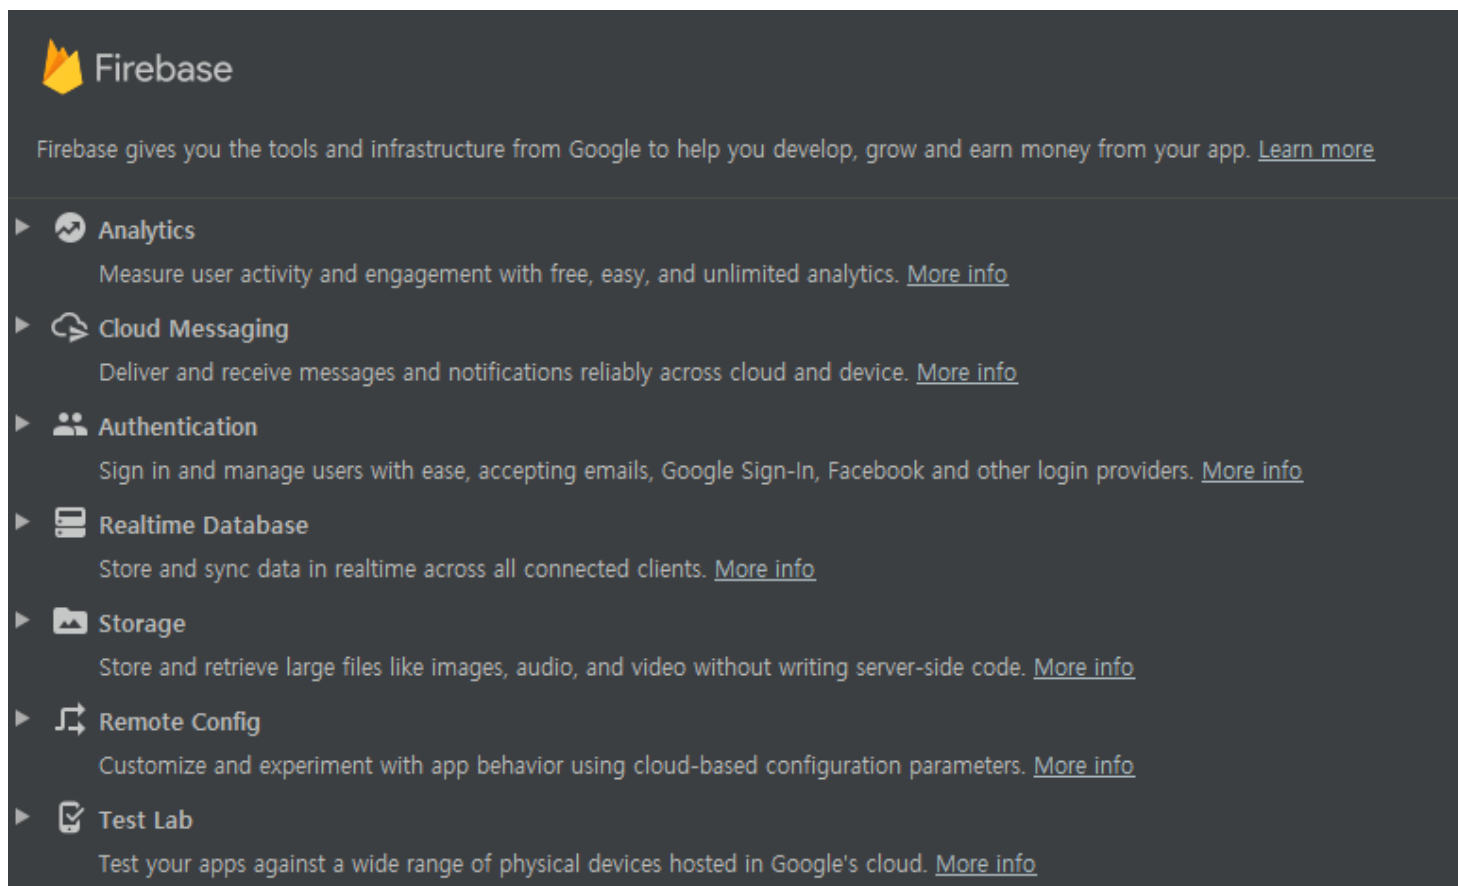 Firebase
Firebase gives you the tools and infrastructure from Google to help you develop, grow and earn money from your app. Learn more
Analytics
Measure user activity and engagement with free, easy, and unlimited analytics. More info
Cloud Messaging
Deliver and receive messages and notifications reliably across cloud and device. More info
Authentication
Sign in and manage users with ease, accepting emails, Google Sign-In, Facebook and other login providers. More info
Realtime Database
Store and sync data in realtime across all connected clients. More info
Storage
Store and retrieve large files like images, audio, and video without writing server-side code. More info
Remote Config
Customize and experiment with app behavior using cloud-based configuration parameters. More info
Test Lab
Test your apps against a wide range of physical devices hosted in Google's cloud. More info